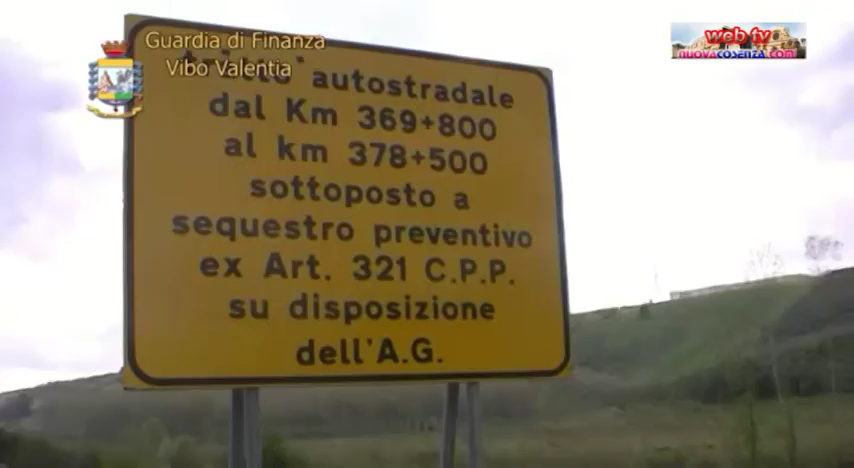 Guardia di Finanza
Vibo Valentia
web tv
NUOVACOSENZA.COM
tratto autostradale
dal Km 369+800
al km 378+500
sottoposto a
sequestro preventivo
ex Art. 321 C.P.P.
su disposizione
dell'A.G.